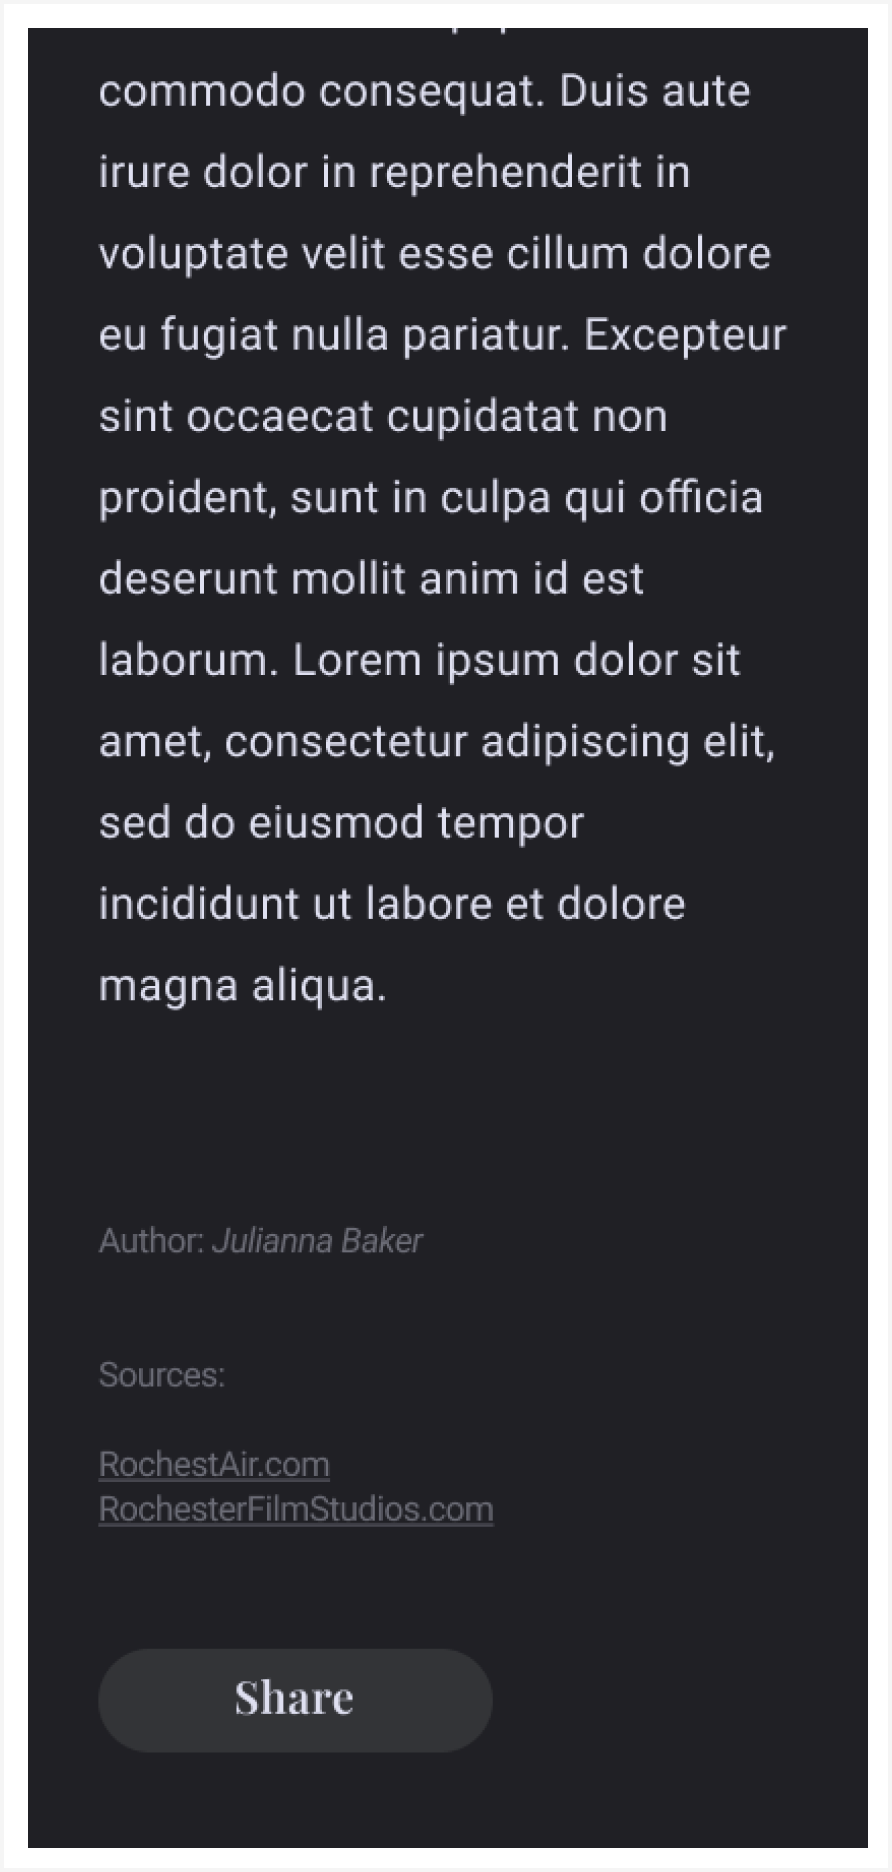 commodo consequat. Duis aute
irure dolor in reprehenderit in
voluptate velit esse cillum dolore
eu fugiat nulla pariatur. Excepteur
sint occaecat cupidatat non
proident, sunt in culpa qui officia
deserunt mollit anim id est
laborum. Lorem ipsum dolor sit
amet, consectetur adipiscing elit,
sed do eiusmod tempor
incididunt ut labore et dolore
magna aliqua.
Author: Julianna Baker
Sources:
RochestAir.com
RochesterFilmStudios.com
Share